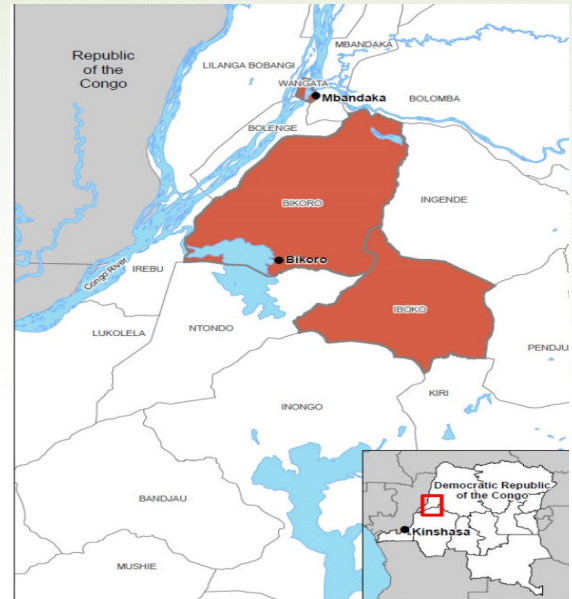 Republic
of the
Congo
MBANDAKA
LILANGA BOBANGI
WANGATA
Mbandaka
BOLOMBA
BOLENGE
BIKORO
INGENDE
Bikoro
IREBU
Congo River
IBOKO
LUKOLELA
NTONDO
PENDJU
KIRI
INONGO
BANDJAU
MUSHIE
Democratic Republic
of the Congo
Kinshasa